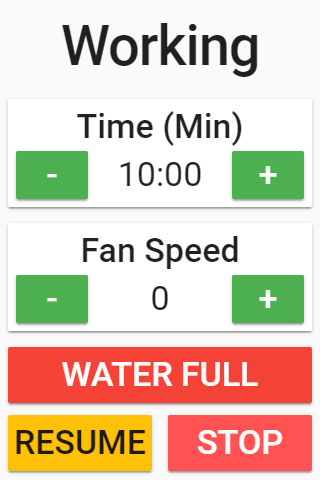 Working
Time (Min)
- 10:00 +
Fan Speed
- 0 +
WATER FULL
RESUME STOP